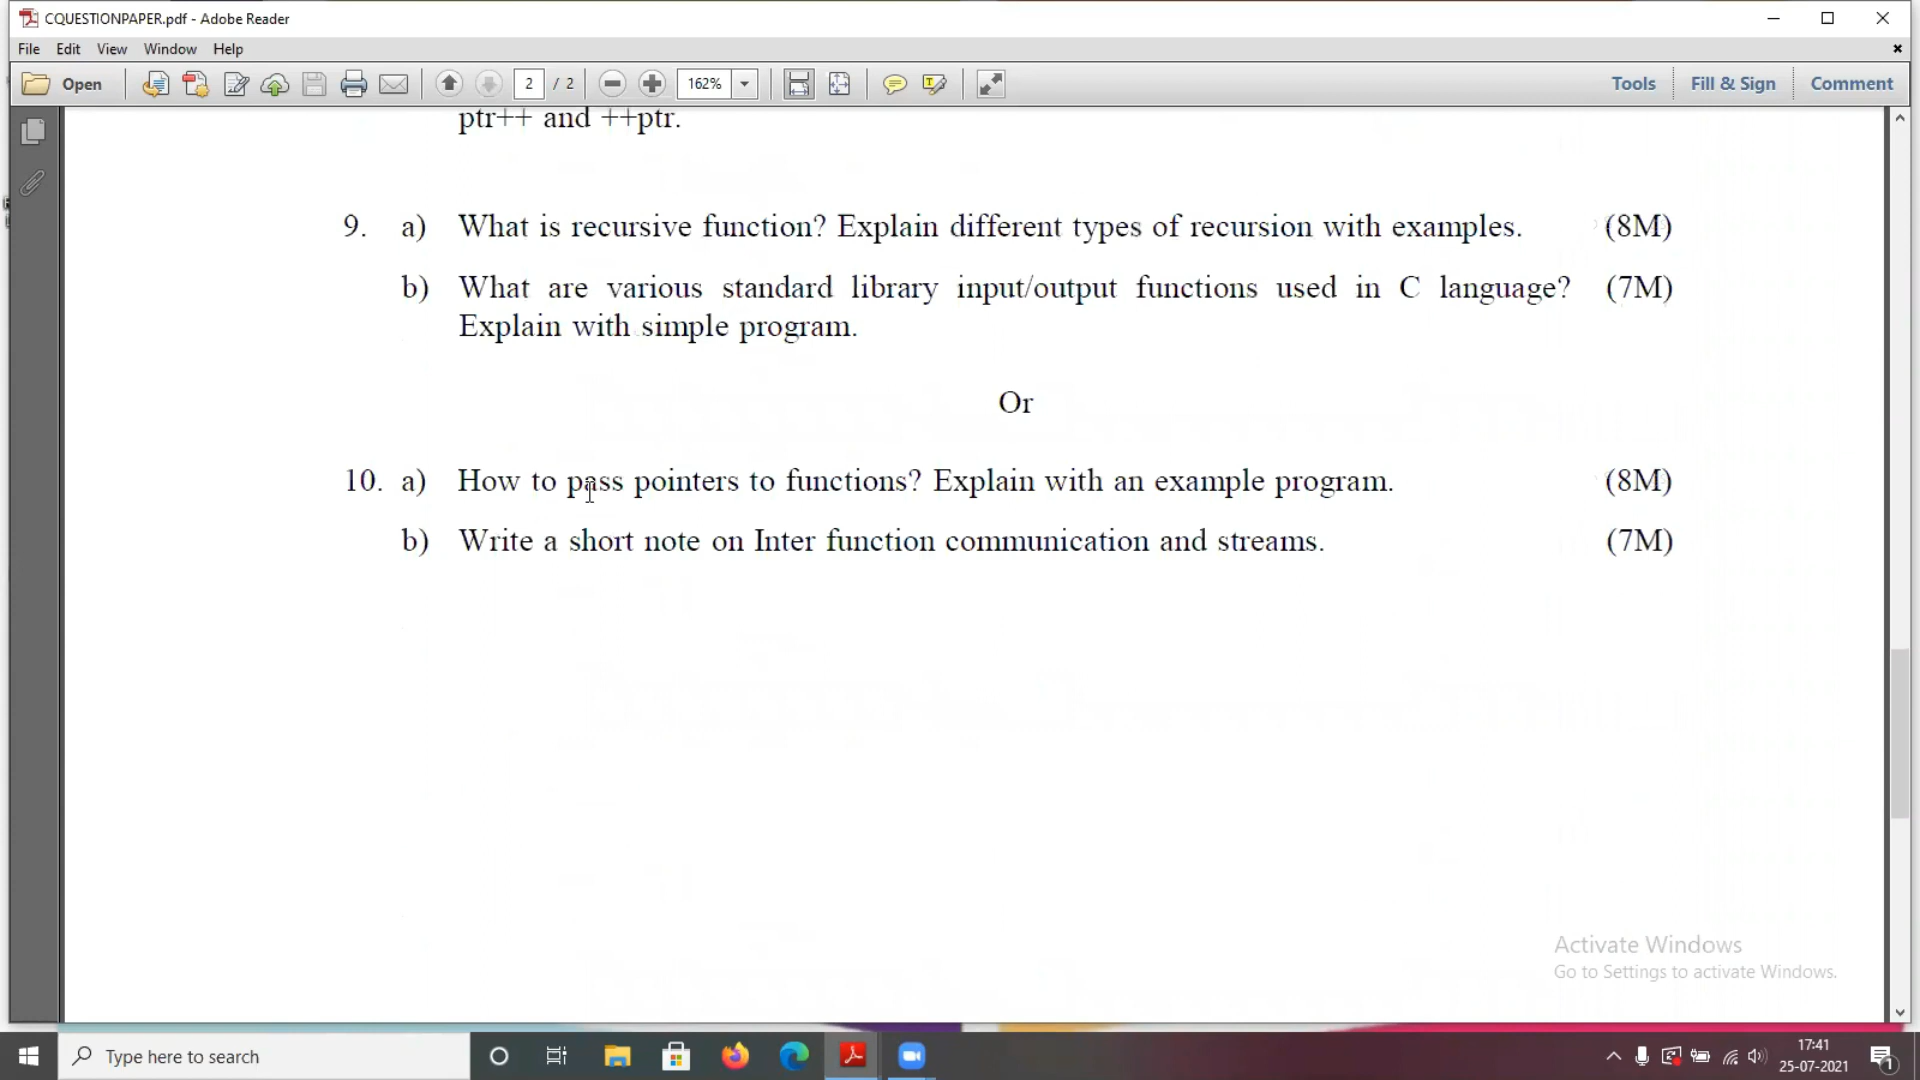 CQUESTIONPAPER.pdf - Adobe Reader
File Edit View Window Help
Open 2 / 2 162% Tools Fill & Sign Comment
ptr++ and ++ptr.
9. a) What is recursive function? Explain different types of recursion with examples. (8M)
b) What are various standard library input/output functions used in C language? (7M)
Explain with simple program.
Or
10. a) How to pass pointers to functions? Explain with an example program. (8M)
b) Write a short note on Inter function communication and streams. (7M)
Activate Windows
Go to Settings to activate Windows.
Type here to search
17:41
25-07-2021
1